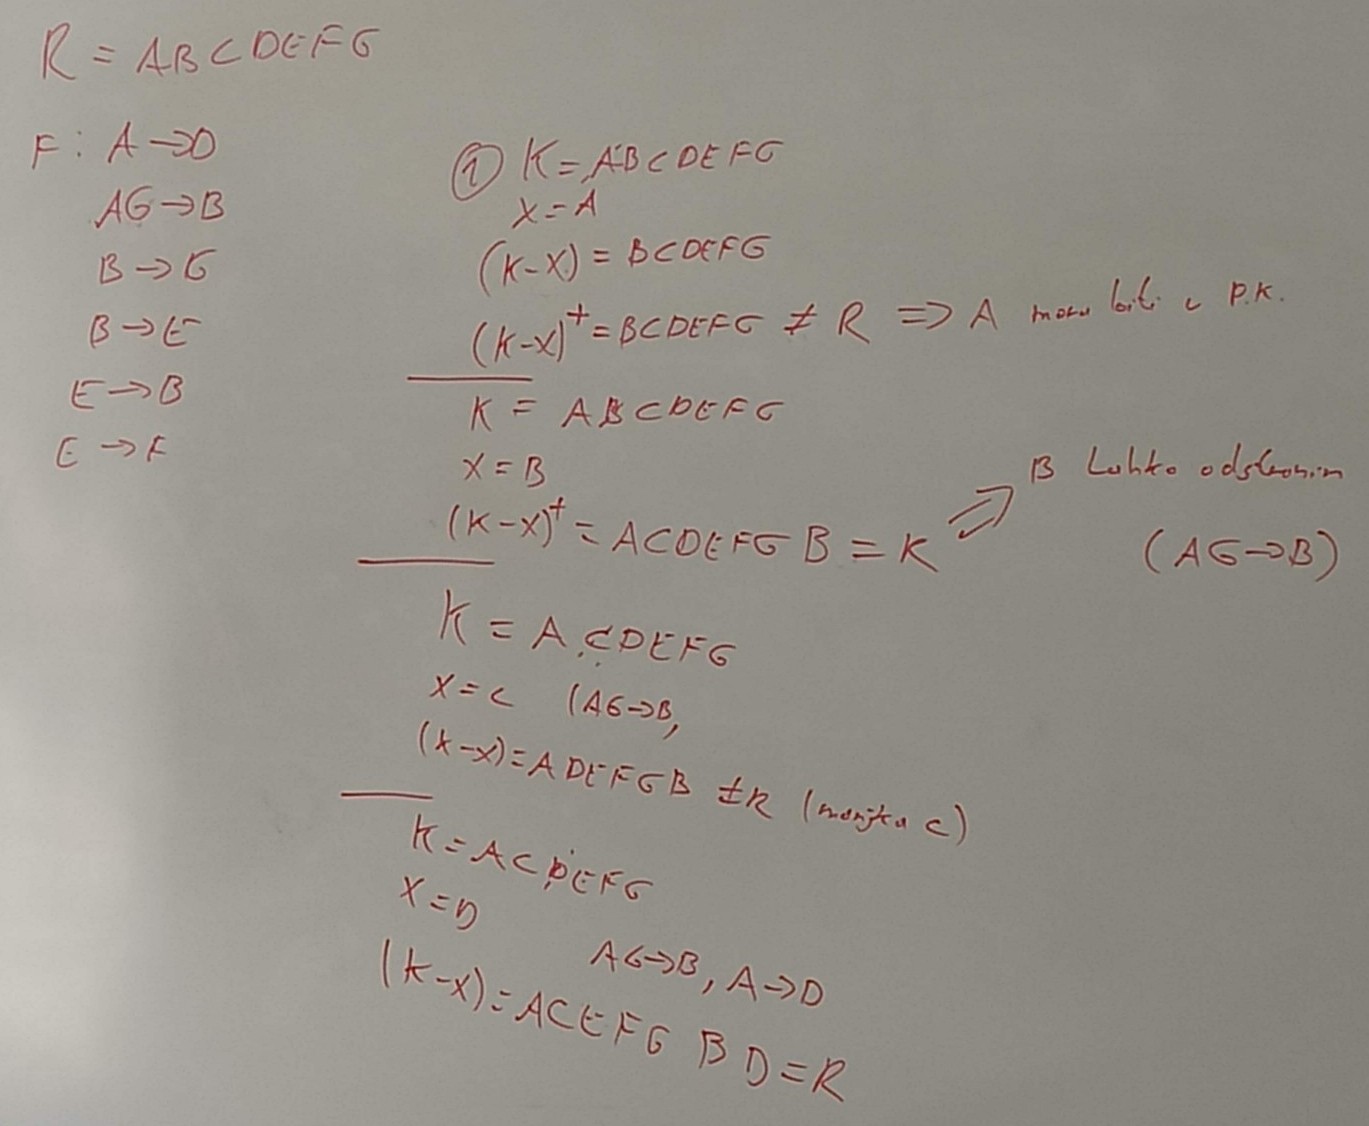 R = ABCDEFG
F: A → D
AG → B
B → G
B → E
E → B
E → F
① K = ABCDEFG
X = A
(K-X) = BCDEFG
(K-X)⁺ = BCDEFG ≠ R ⇒ A mora biti v P.K.
K = ABCDEFG
X = B
(K-X)⁺ = ACDEFG B = K ⇒ B Lahko odstranim
(AG → B)
K = ACDEFG
X = C (AG → B,
(K-X) = ADEFGB ≠ R (manjka C)
K = ACDEFG
X = D
AG → B, A → D
(K-X) = ACEFG B D = R